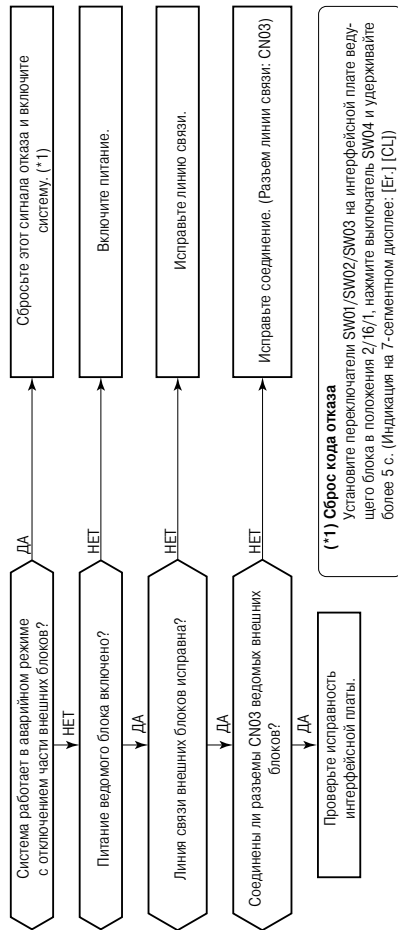 Система работает в аварийном режиме
с отключением части внешних блоков?
ДА
Сбросьте этот сигнала отказа и включите
систему. (*1)
НЕТ
Питание ведомого блока включено?
НЕТ
Включите питание.
ДА
Линия связи внешних блоков исправна?
НЕТ
Исправьте линию связи.
ДА
Соединены ли разъемы CN03 ведомых внешних
блоков?
НЕТ
Исправьте соединение. (Разъем линии связи: CN03)
ДА
Проверьте исправность
интерфейсной платы.
(*1) Сброс кода отказа
Установите переключатели SW01/SW02/SW03 на интерфейсной плате веду-
щего блока в положения 2/16/1, нажмите выключатель SW04 и удерживайте
более 5 с. (Индикация на 7-сегментном дисплее: [Er.] [CL])